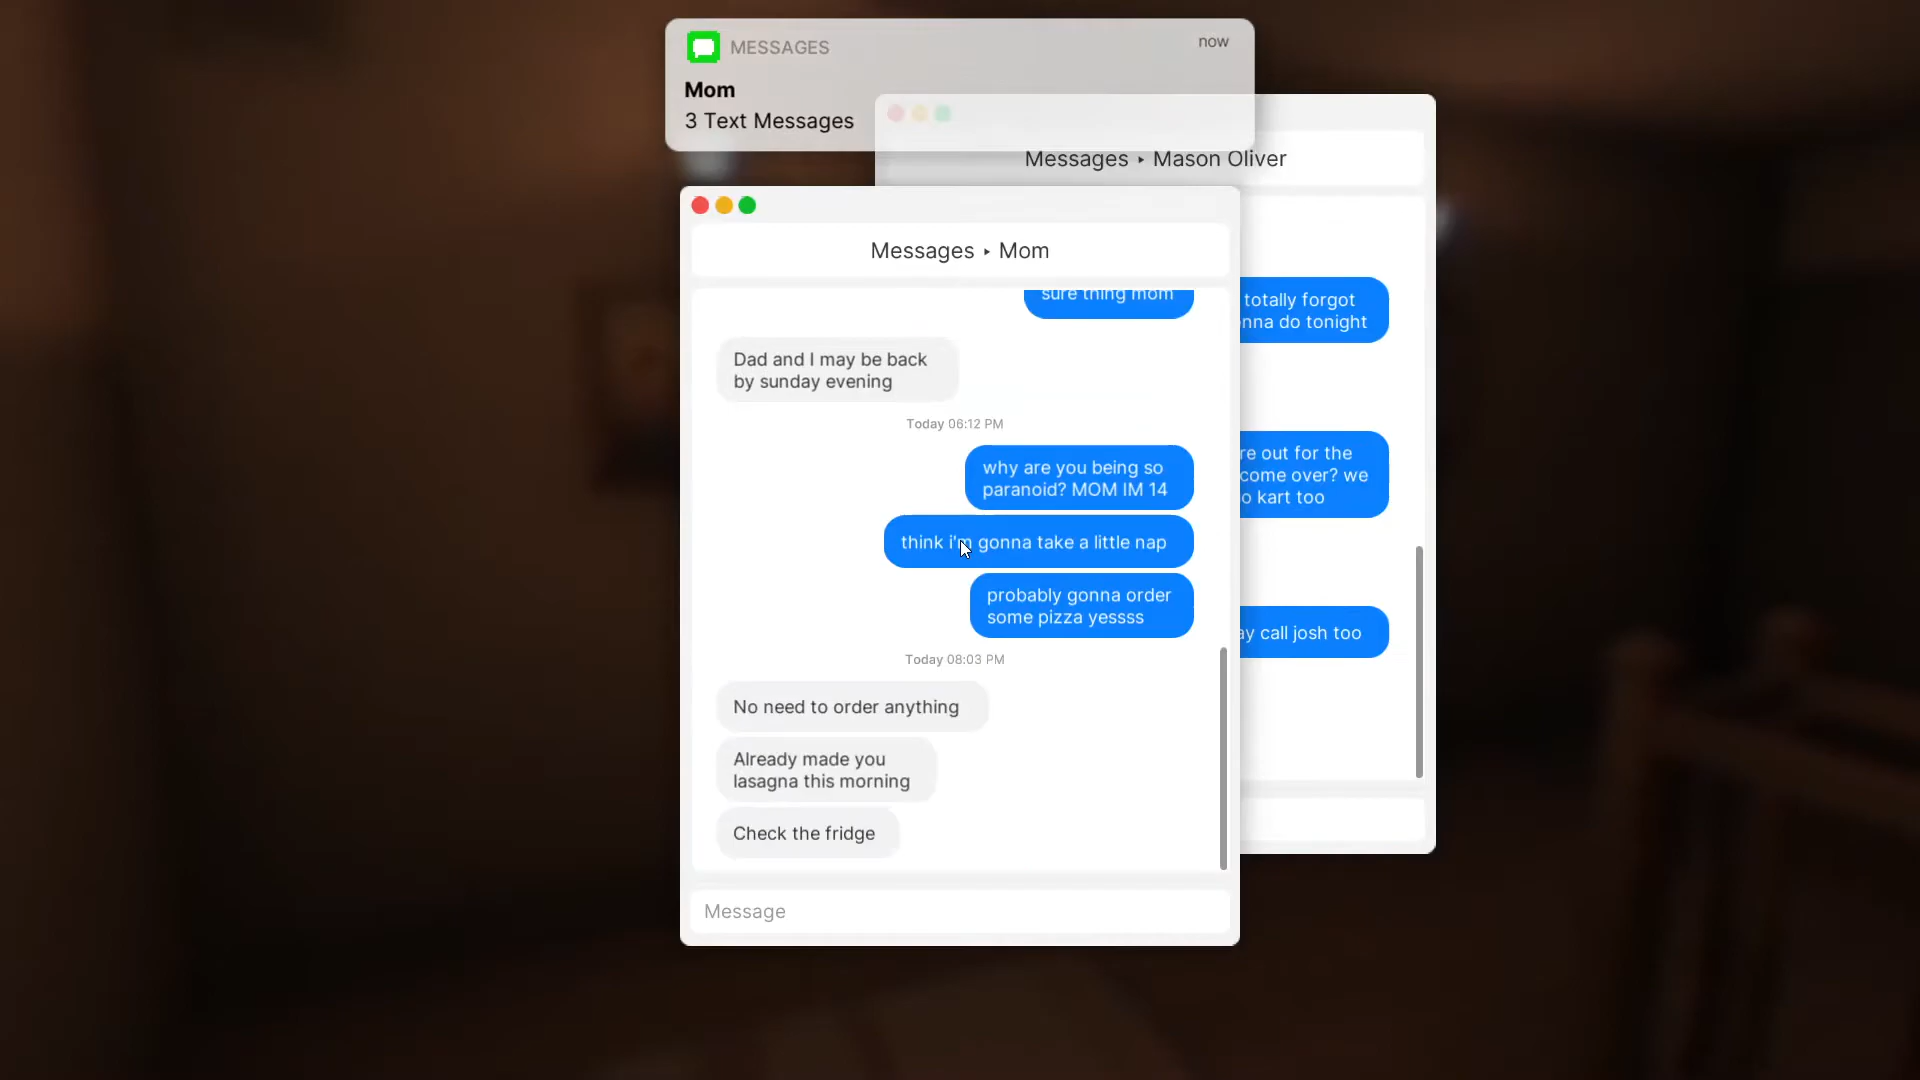 MESSAGES
now
Mom
3 Text Messages
Messages ‣ Mason Oliver
Messages ‣ Mom
sure thing mom
Dad and I may be back
by sunday evening
Today 06:12 PM
why are you being so
paranoid? MOM IM 14
think i'm gonna take a little nap
probably gonna order
some pizza yessss
Today 08:03 PM
No need to order anything
Already made you
lasagna this morning
Check the fridge
Message
totally forgot
do tonight
out for the
come over? we
kart too
call josh too